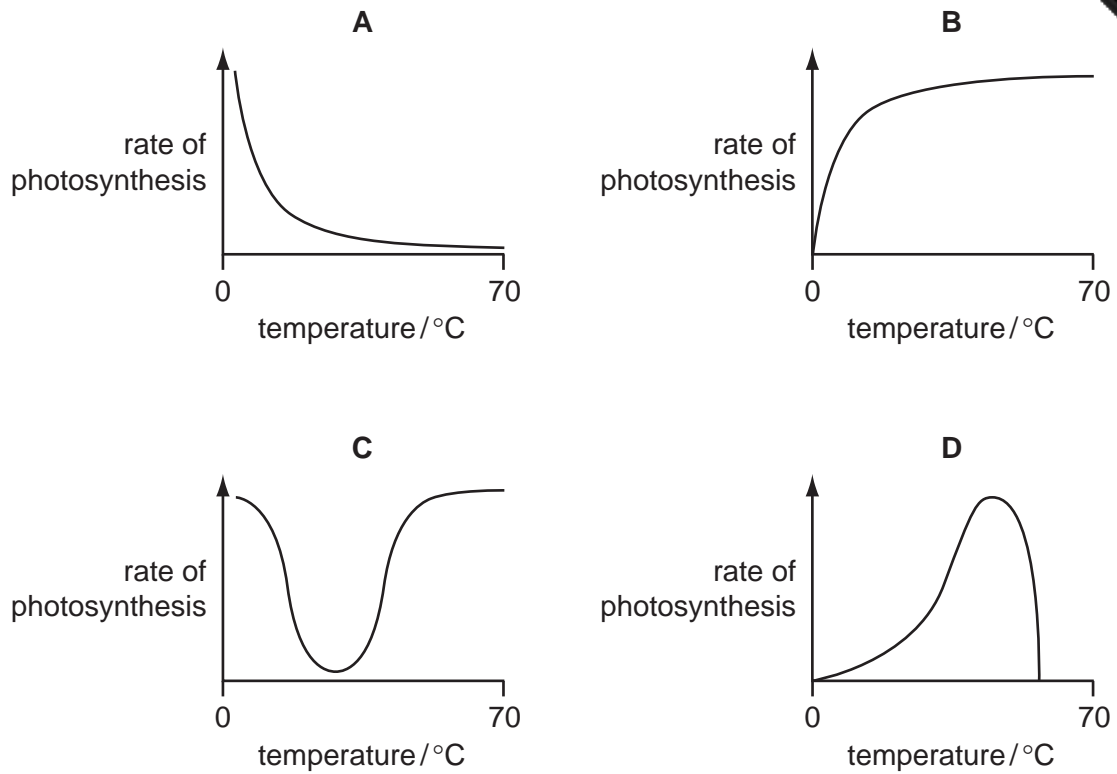 A
rate of
photosynthesis
0
70
temperature / °C
B
rate of
photosynthesis
0
70
temperature / °C
C
rate of
photosynthesis
0
70
temperature / °C
D
rate of
photosynthesis
0
70
temperature / °C